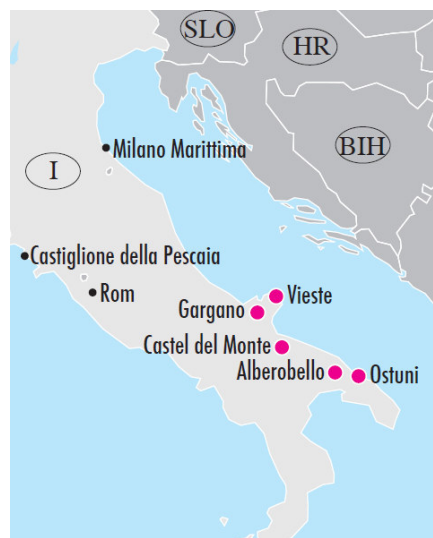 SLO
HR
BIH
Milano Marittima
I
Castiglione della Pescaia
Rom
Vieste
Gargano
Castel del Monte
Alberobello
Ostuni